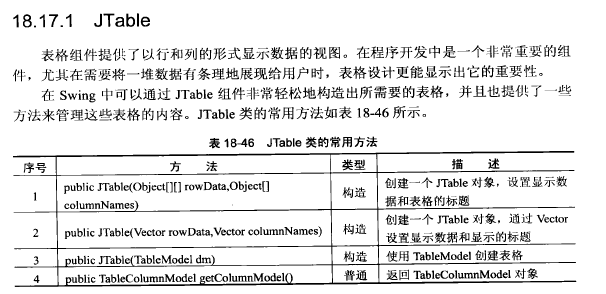 18.17.1 JTable
表格组件提供了以行和列的形式显示数据的视图。在程序开发中是一个非常重要的组
件，尤其在需要将一堆数据有条理地展现给用户时，表格设计更能显示出它的重要性。
在 Swing 中可以通过 JTable 组件非常轻松地构造出所需要的表格，并且也提供了一些
方法来管理这些表格的内容。JTable 类的常用方法如表 18-46 所示。
表 18-46 JTable 类的常用方法
序号 方 法 类型 描 述
1 public JTable(Object[][] rowData,Object[] columnNames) 构造 创建一个 JTable 对象，设置显示数据和表格的标题
2 public JTable(Vector rowData,Vector columnNames) 构造 创建一个 JTable 对象，通过 Vector 设置显示数据和显示的标题
3 public JTable(TableModel dm) 构造 使用 TableModel 创建表格
4 public TableColumnModel getColumnModel() 普通 返回 TableColumnModel 对象